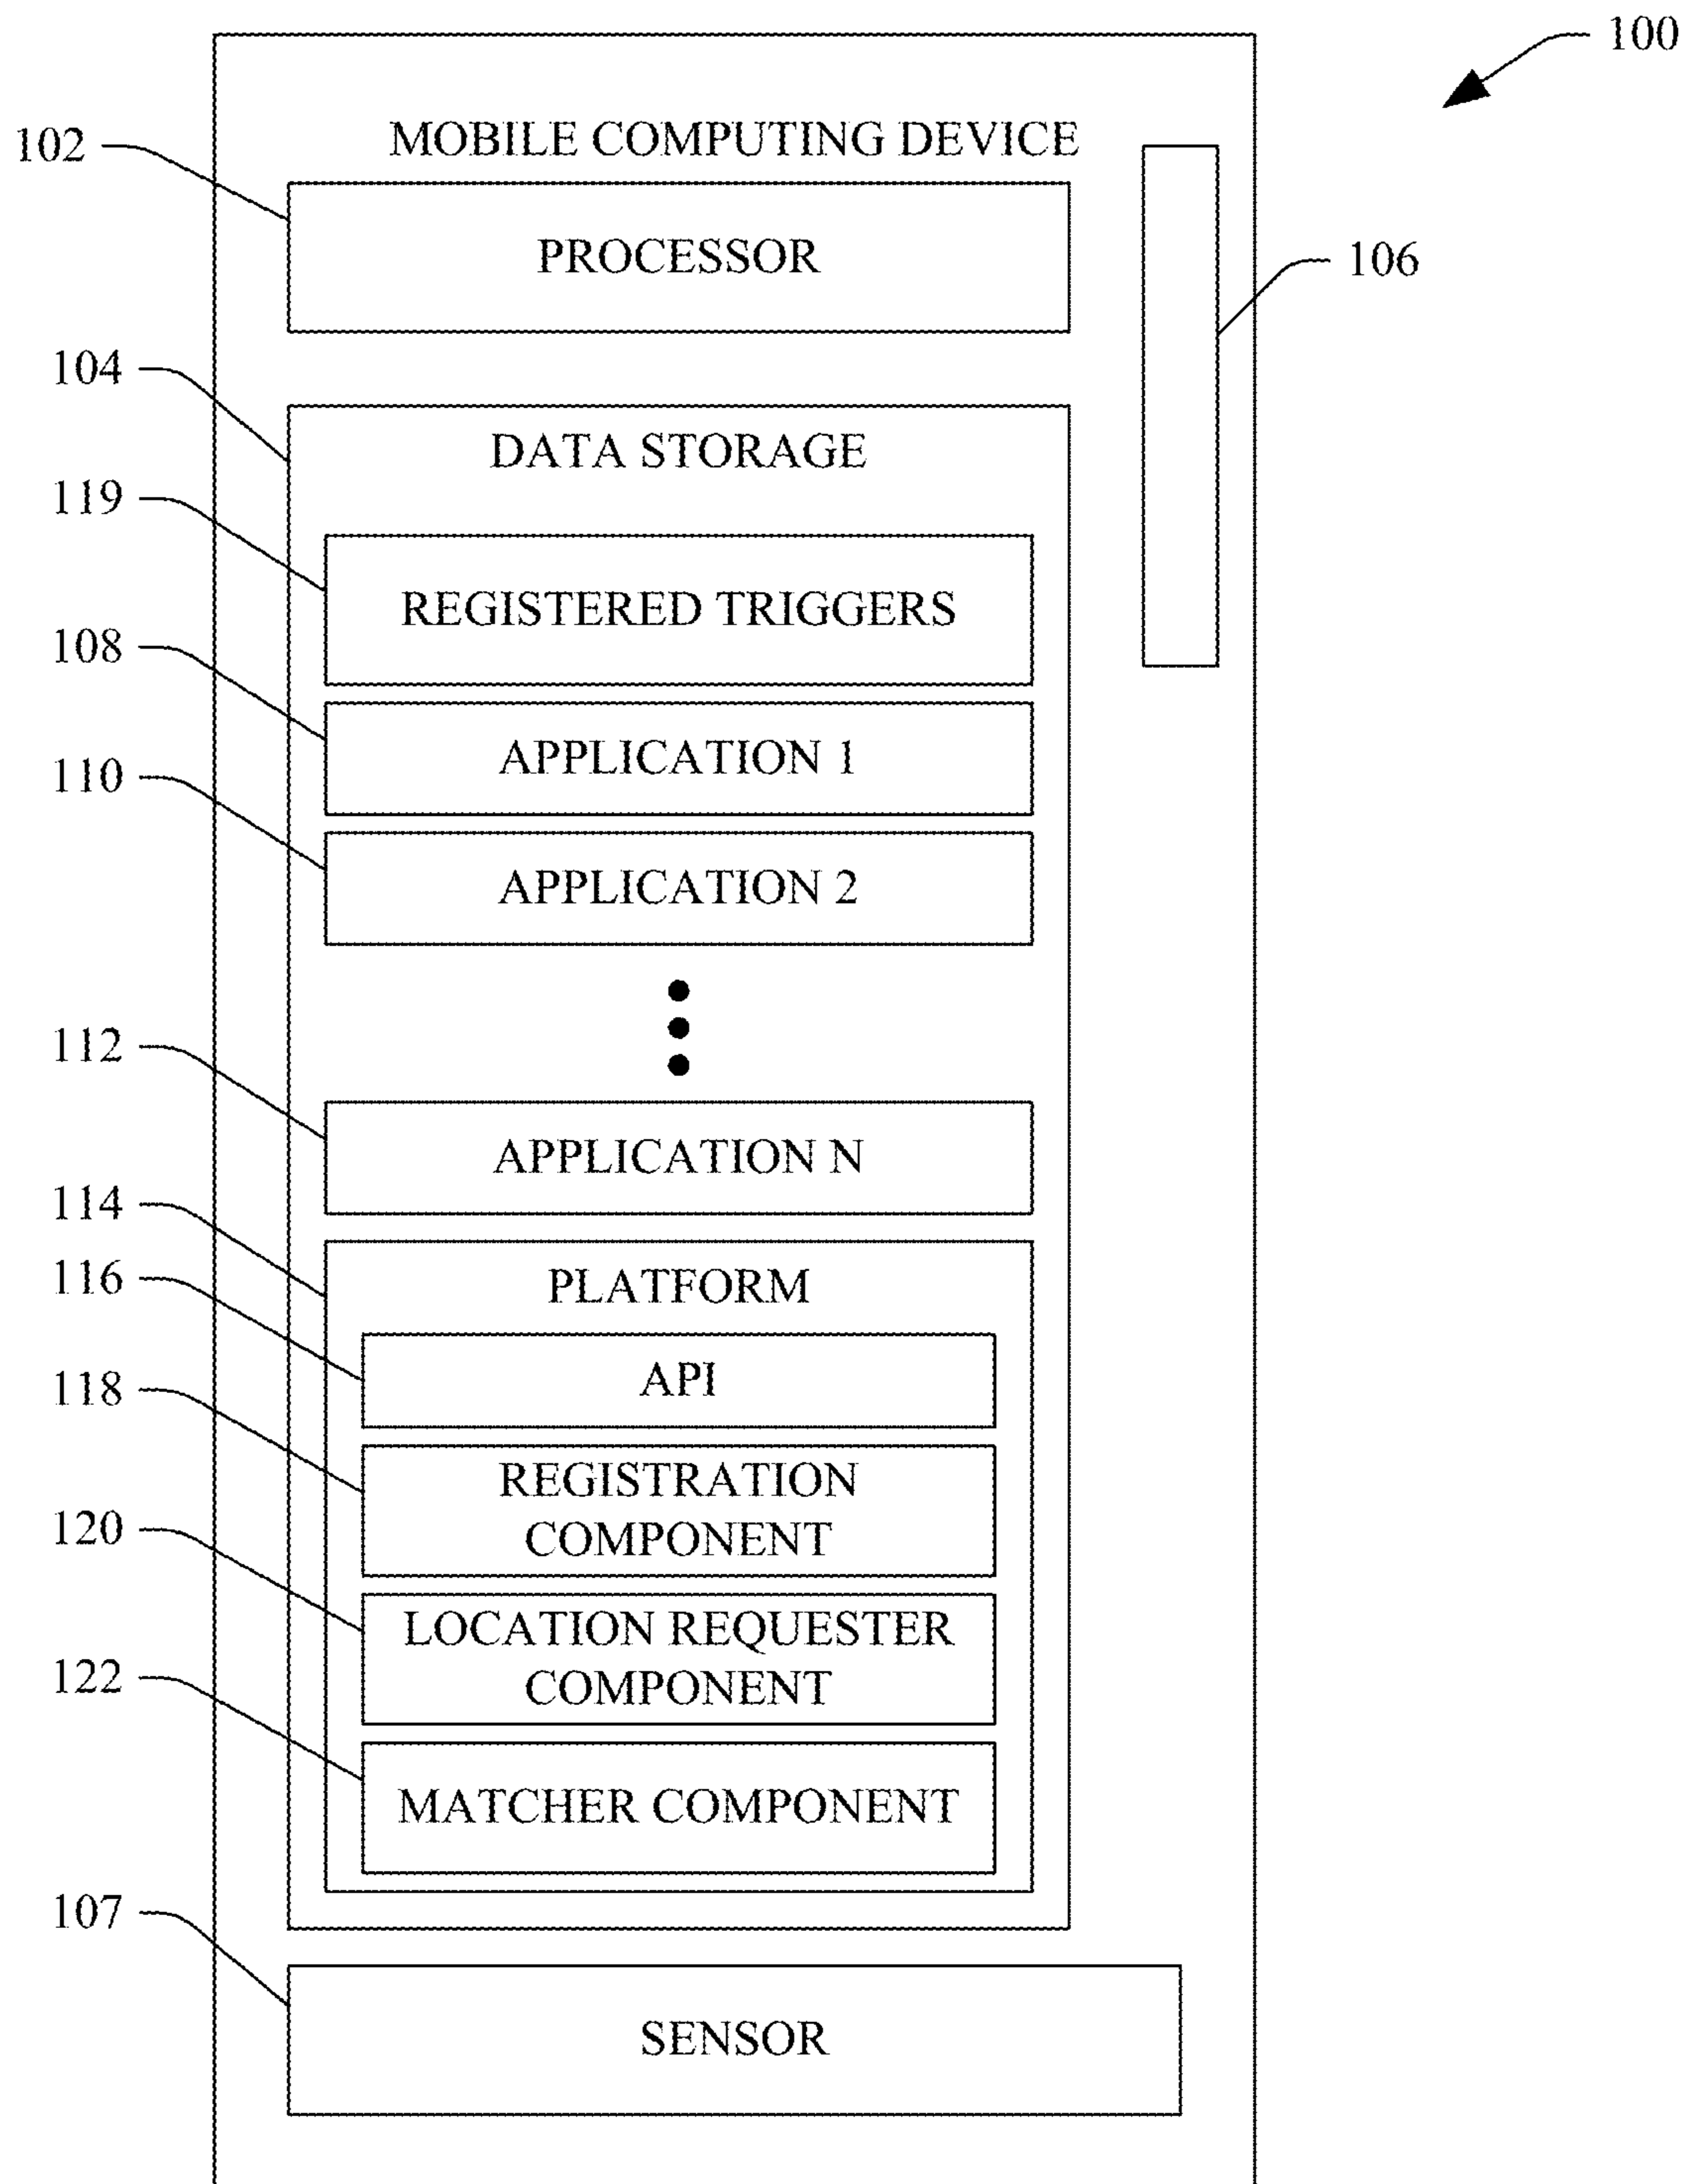 100
MOBILE COMPUTING DEVICE
102
PROCESSOR
106
104
DATA STORAGE
119
REGISTERED TRIGGERS
108
APPLICATION 1
110
APPLICATION 2
112
APPLICATION N
114
PLATFORM
116
API
118
REGISTRATION
COMPONENT
120
LOCATION REQUESTER
COMPONENT
122
MATCHER COMPONENT
107
SENSOR